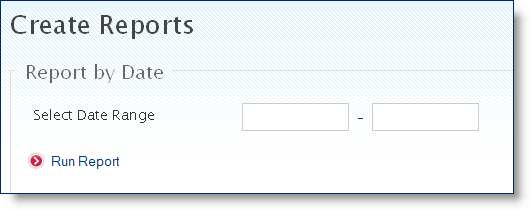 Create Reports
Report by Date
Select Date Range -
Run Report